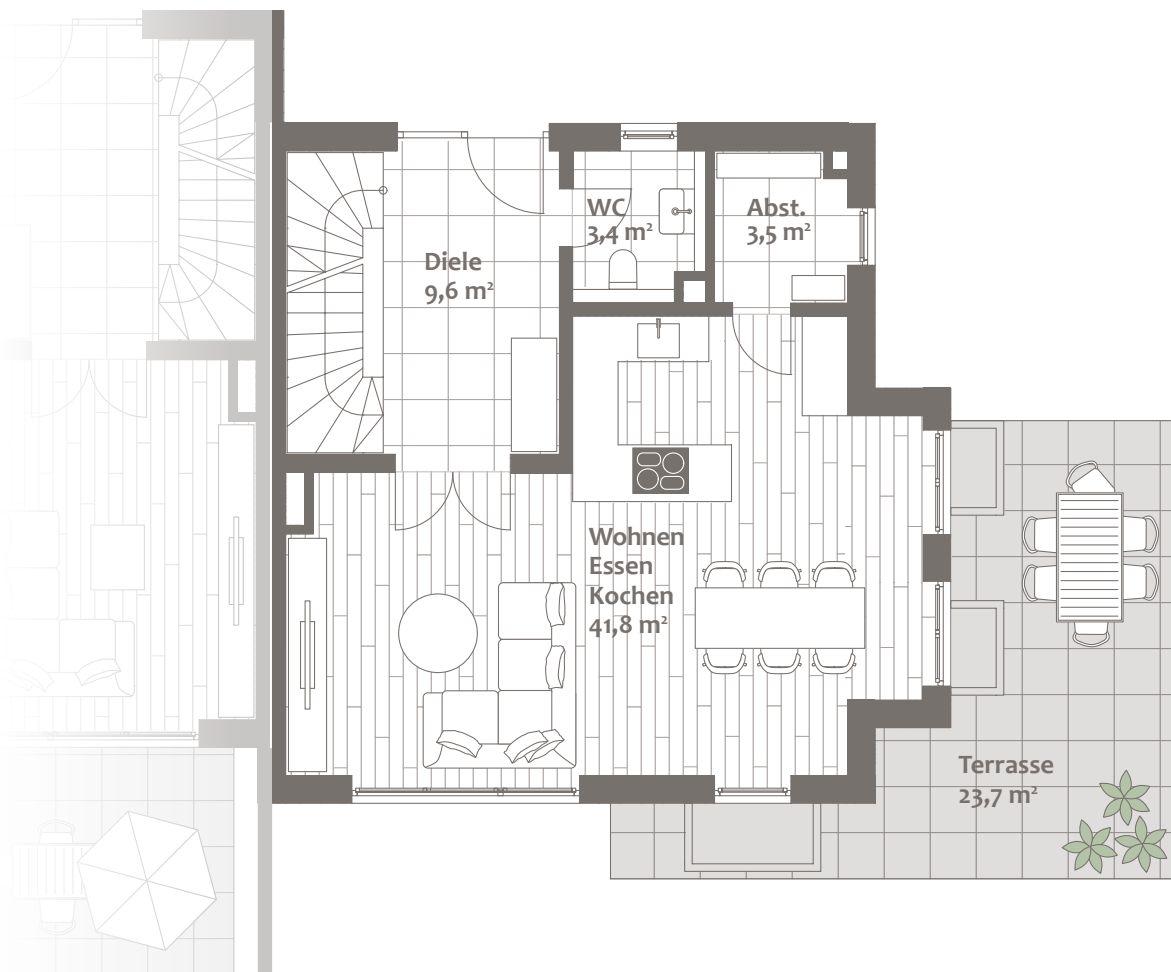 WC
3,4 m²
Abst.
3,5 m²
Diele
9,6 m²
Wohnen
Essen
Kochen
41,8 m²
Terrasse
23,7 m²